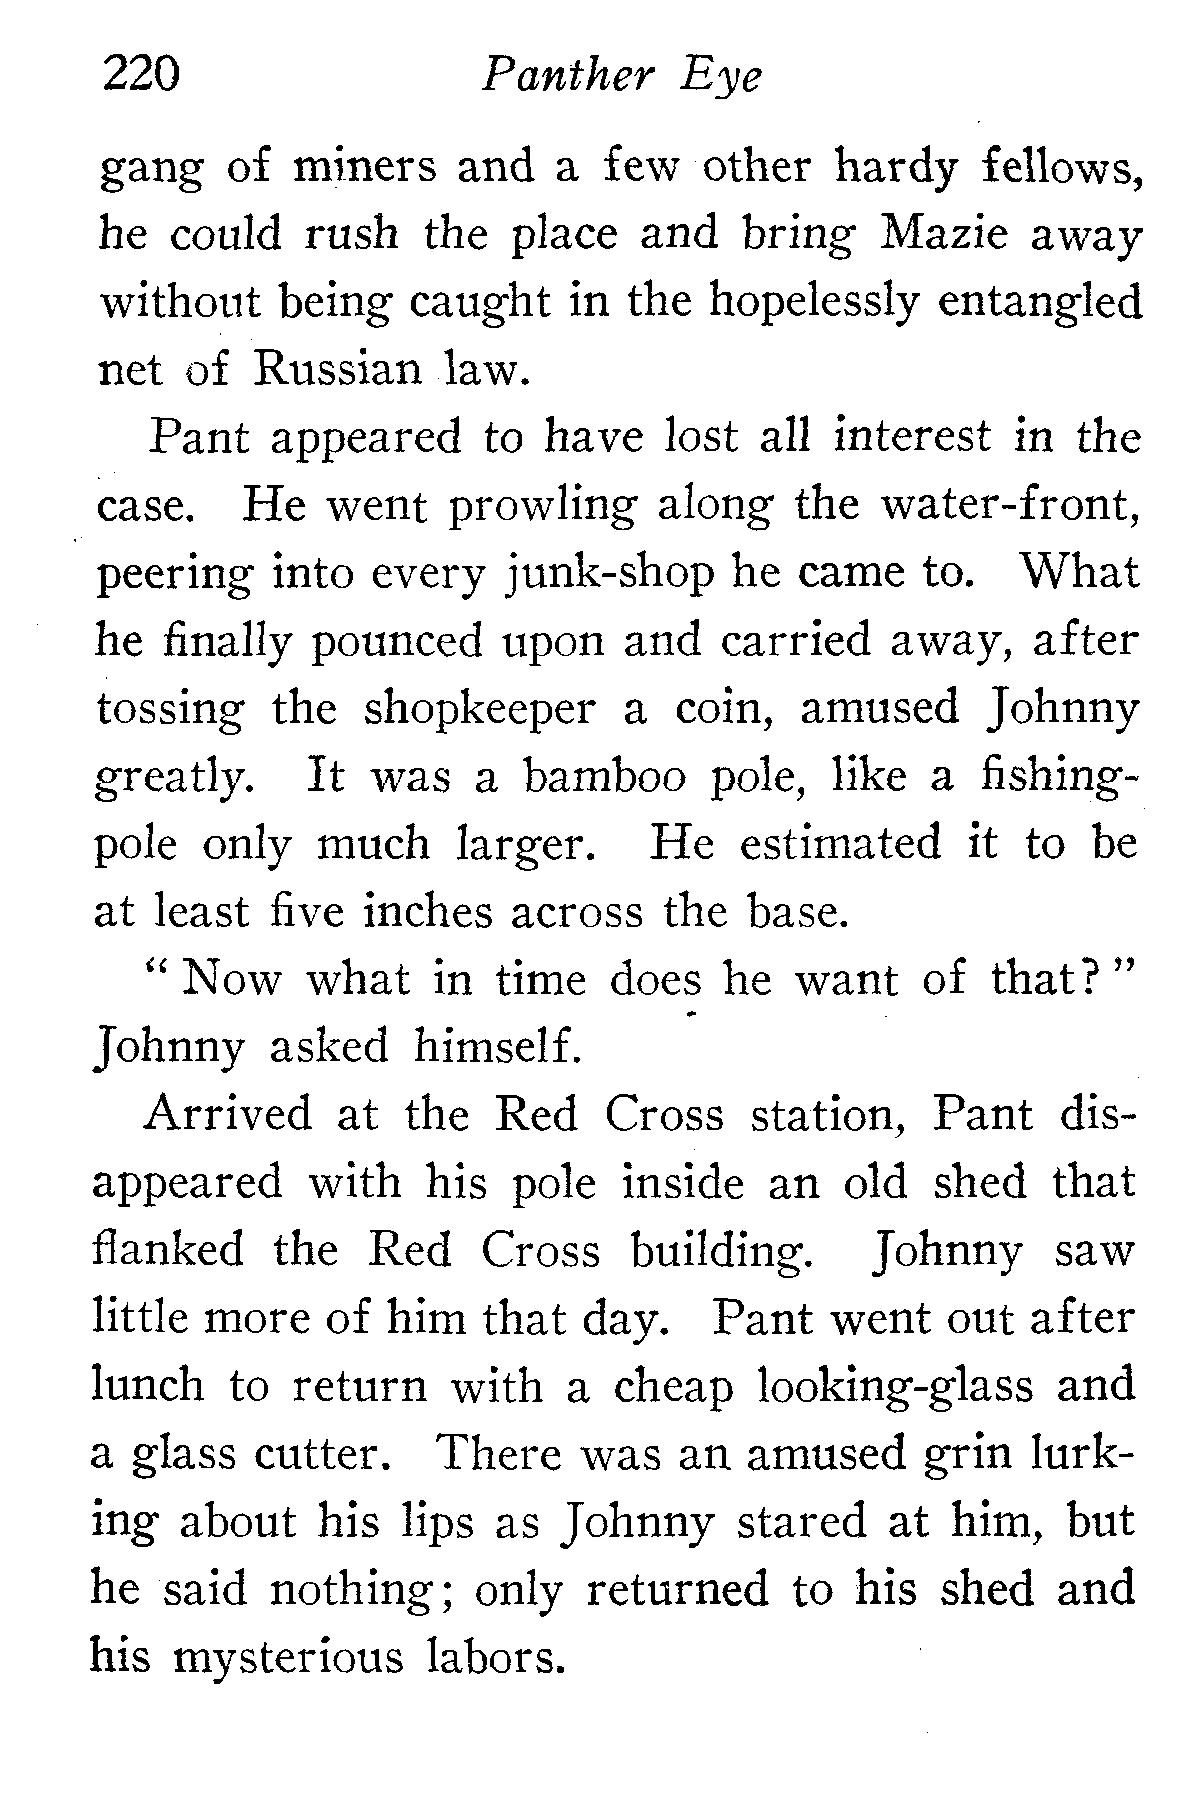 220 Panther Eye
gang of miners and a few other hardy fellows,
he could rush the place and bring Mazie away
without being caught in the hopelessly entangled
net of Russian law.
Pant appeared to have lost all interest in the
case. He went prowling along the water-front,
peering into every junk-shop he came to. What
he finally pounced upon and carried away, after
tossing the shopkeeper a coin, amused Johnny
greatly. It was a bamboo pole, like a fishing-
pole only much larger. He estimated it to be
at least five inches across the base.
" Now what in time does he want of that? "
Johnny asked himself.
Arrived at the Red Cross station, Pant dis-
appeared with his pole inside an old shed that
flanked the Red Cross building. Johnny saw
little more of him that day. Pant went out after
lunch to return with a cheap looking-glass and
a glass cutter. There was an amused grin lurk-
ing about his lips as Johnny stared at him, but
he said nothing; only returned to his shed and
his mysterious labors.